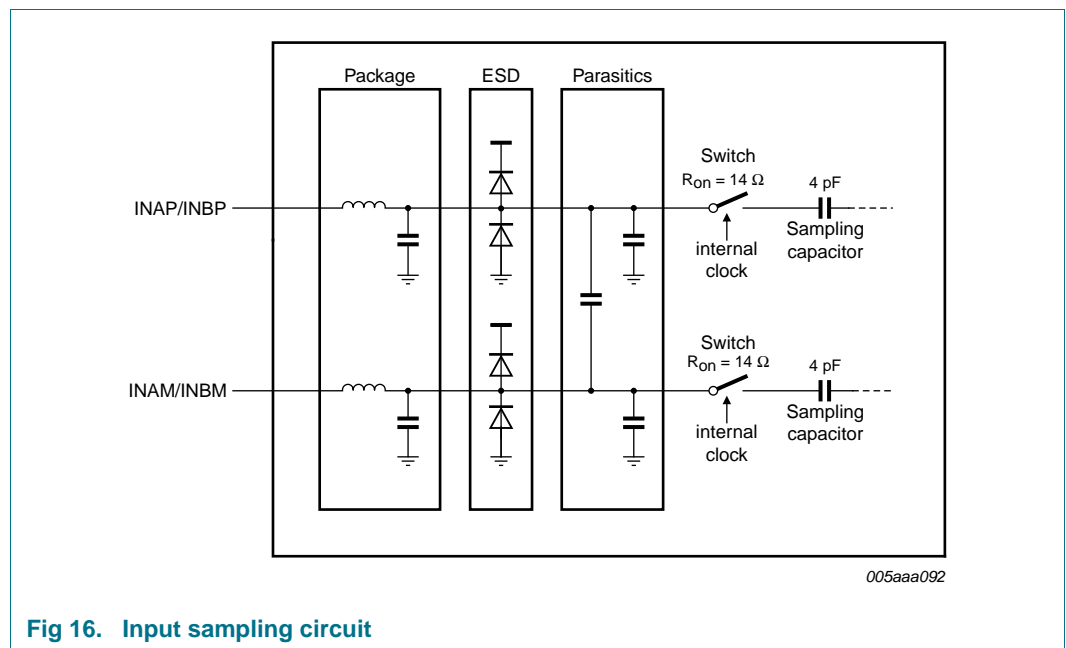 Package
ESD
Parasitics
Switch
Ron = 14 Ω
4 pF
INAP/INBP
internal
clock
Sampling
capacitor
Switch
Ron = 14 Ω
4 pF
INAM/INBM
internal
clock
Sampling
capacitor
005aaa092
Fig 16. Input sampling circuit